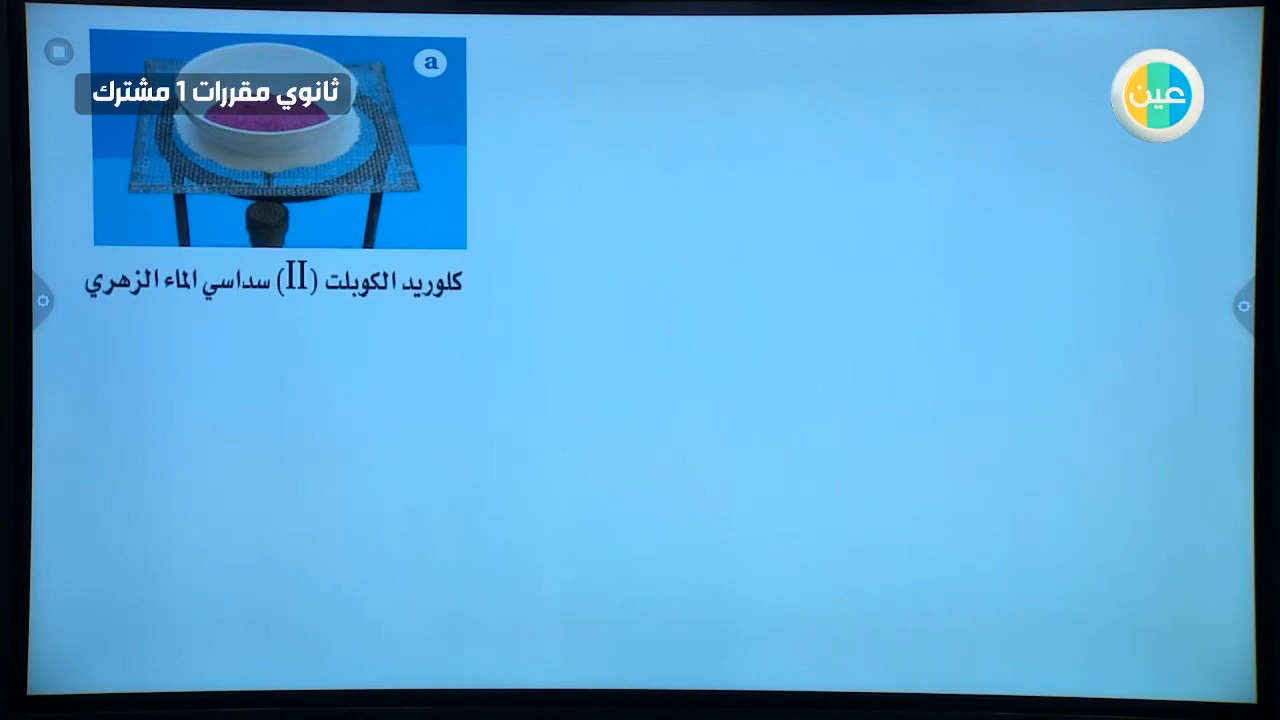 a
ثانوي مقررات 1 مشترك
عين
كلوريد الكوبلت (II) سداسي الماء الزهري